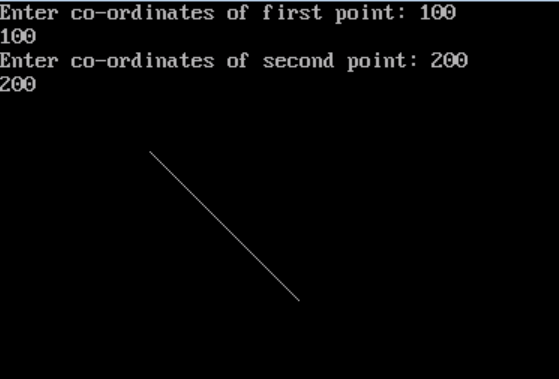 Enter co-ordinates of first point: 100
100
Enter co-ordinates of second point: 200
200